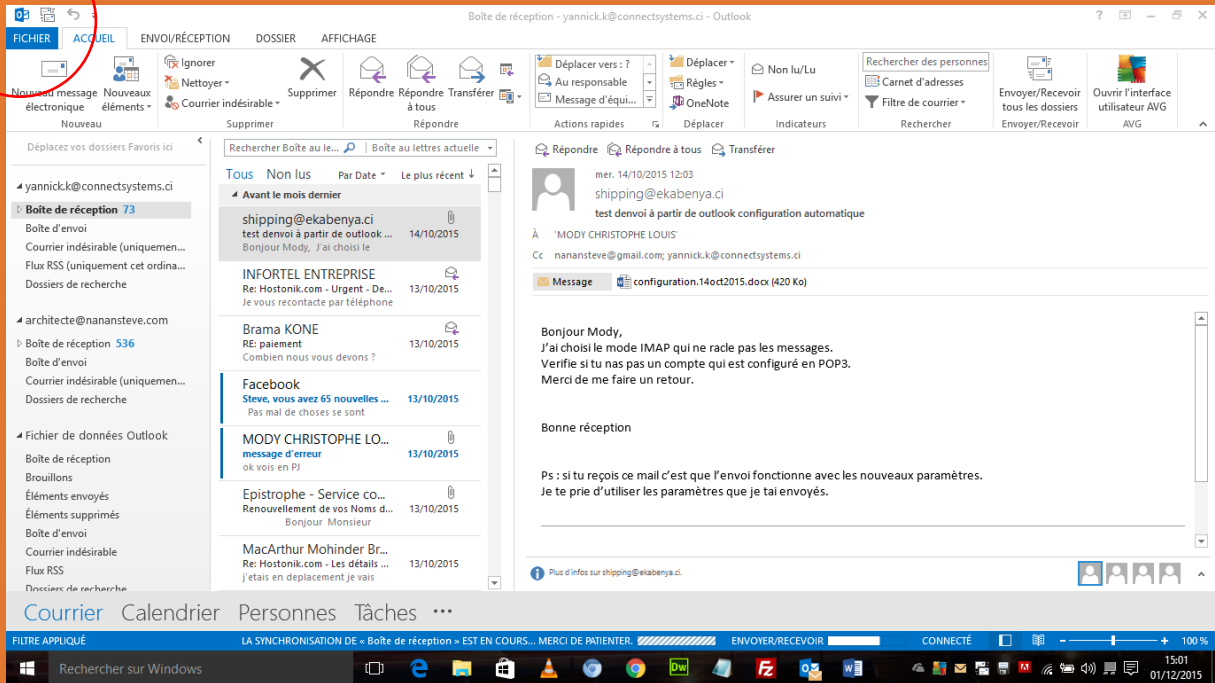 Boîte de réception - yannick.k@connectsystems.ci - Outlook
FICHIER ACCUEIL ENVOI/RÉCEPTION DOSSIER AFFICHAGE
Nouveau message électronique
Nouveaux éléments
Nouveau
Ignorer
Nettoyer
Courrier indésirable
Supprimer
Supprimer
Répondre
Répondre à tous
Transférer
Répondre
Déplacer vers : ?
Au responsable
Message d'équi...
Actions rapides
Déplacer
Règles
OneNote
Déplacer
Non lu/Lu
Assurer un suivi
Indicateurs
Rechercher des personnes
Carnet d'adresses
Filtre de courrier
Rechercher
Envoyer/Recevoir tous les dossiers
Envoyer/Recevoir
Ouvrir l'interface utilisateur AVG
AVG
Déplacez vos dossiers Favoris ici
yannick.k@connectsystems.ci
Boîte de réception 73
Boîte d'envoi
Courrier indésirable (uniquemen...
Flux RSS (uniquement cet ordina...
Dossiers de recherche
architecte@nanansteve.com
Boîte de réception 536
Boîte d'envoi
Courrier indésirable (uniquemen...
Dossiers de recherche
Fichier de données Outlook
Boîte de réception
Brouillons
Éléments envoyés
Éléments supprimés
Boîte d'envoi
Courrier indésirable
Flux RSS
Dossiers de recherche
Rechercher Boîte au le... Boîte au lettres actuelle
Tous Non lus Par Date Le plus récent
Avant le mois dernier
shipping@ekabenya.ci
test denvoi à partir de outlook ... 14/10/2015
Bonjour Mody, J'ai choisi le
INFORTEL ENTREPRISE
Re: Hostonik.com - Urgent - De... 13/10/2015
Je vous recontacte par téléphone
Brama KONE
RE: paiement 13/10/2015
Combien nous vous devons ?
Facebook
Steve, vous avez 65 nouvelles ... 13/10/2015
Pas mal de choses se sont
MODY CHRISTOPHE LO...
message d'erreur 13/10/2015
ok vois en PJ
Epistrophe - Service co...
Renouvellement de vos Noms d... 13/10/2015
Bonjour Monsieur
MacArthur Mohinder Br...
Re: Hostonik.com - Les détails ... 13/10/2015
j'etais en deplacement je vais
Répondre Répondre à tous Transférer
mer. 14/10/2015 12:03
shipping@ekabenya.ci
test denvoi à partir de outlook configuration automatique
À 'MODY CHRISTOPHE LOUIS'
Cc nanansteve@gmail.com; yannick.k@connectsystems.ci
Message configuration.14oct2015.docx (420 Ko)
Bonjour Mody,
J'ai choisi le mode IMAP qui ne racle pas les messages.
Verifie si tu nas pas un compte qui est configuré en POP3.
Merci de me faire un retour.
Bonne réception
Ps : si tu reçois ce mail c'est que l'envoi fonctionne avec les nouveaux paramètres.
Je te prie d'utiliser les paramètres que je tai envoyés.
Plus d'infos sur shipping@ekabenya.ci.
Courrier Calendrier Personnes Tâches
FILTRE APPLIQUÉ LA SYNCHRONISATION DE « Boîte de réception » EST EN COURS... MERCI DE PATIENTER. ENVOYER/RECEVOIR CONNECTÉ 100 %
Rechercher sur Windows
Dw
15:01
01/12/2015